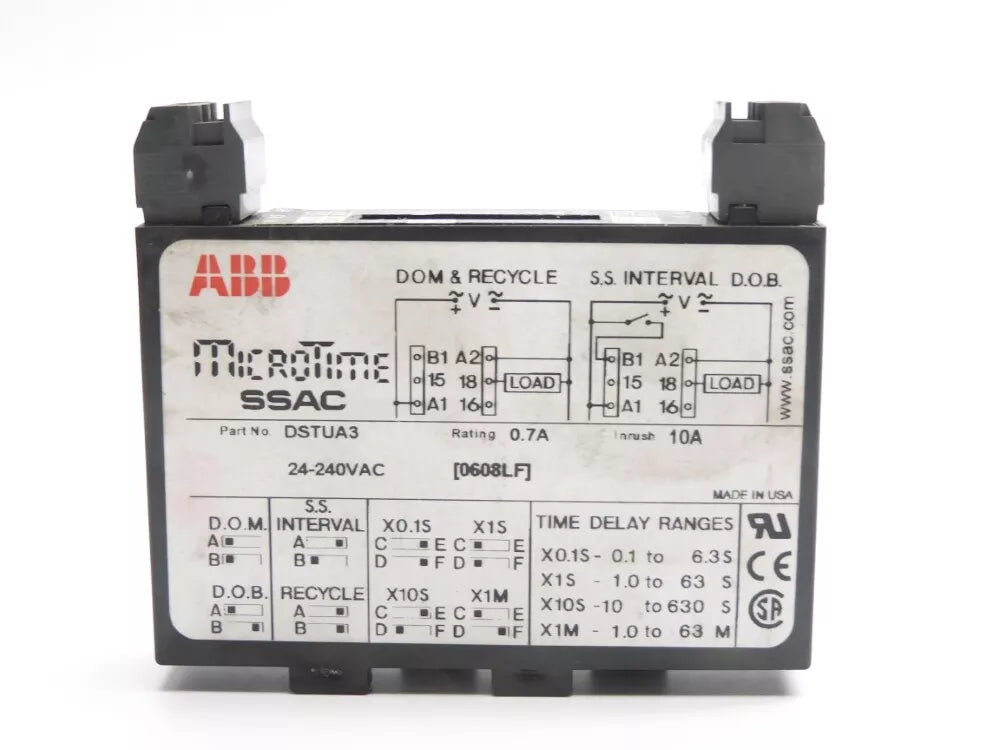 ABB
MICROTIME
SSAC
DOM & RECYCLE
+ V
B1 A2
15 18 LOAD
A1 16
S.S. INTERVAL D.O.B.
+ V
B1 A2
15 18 LOAD
A1 16
www.ssac.com
Part No. DSTUA3 Rating 0.7A Inrush 10A
24-240VAC [0608LF]
MADE IN USA
D.O.M.
A
B
S.S.
INTERVAL
A
B
D.O.B.
A
B
RECYCLE
A
B
X0.1S X1S
C E C E
D F D F
X10S X1M
C E C E
D F D F
TIME DELAY RANGES
X0.1S - 0.1 to 6.3S
X1S - 1.0 to 63 S
X10S -10 to 630 S
X1M - 1.0 to 63 M
RU
CE
SA